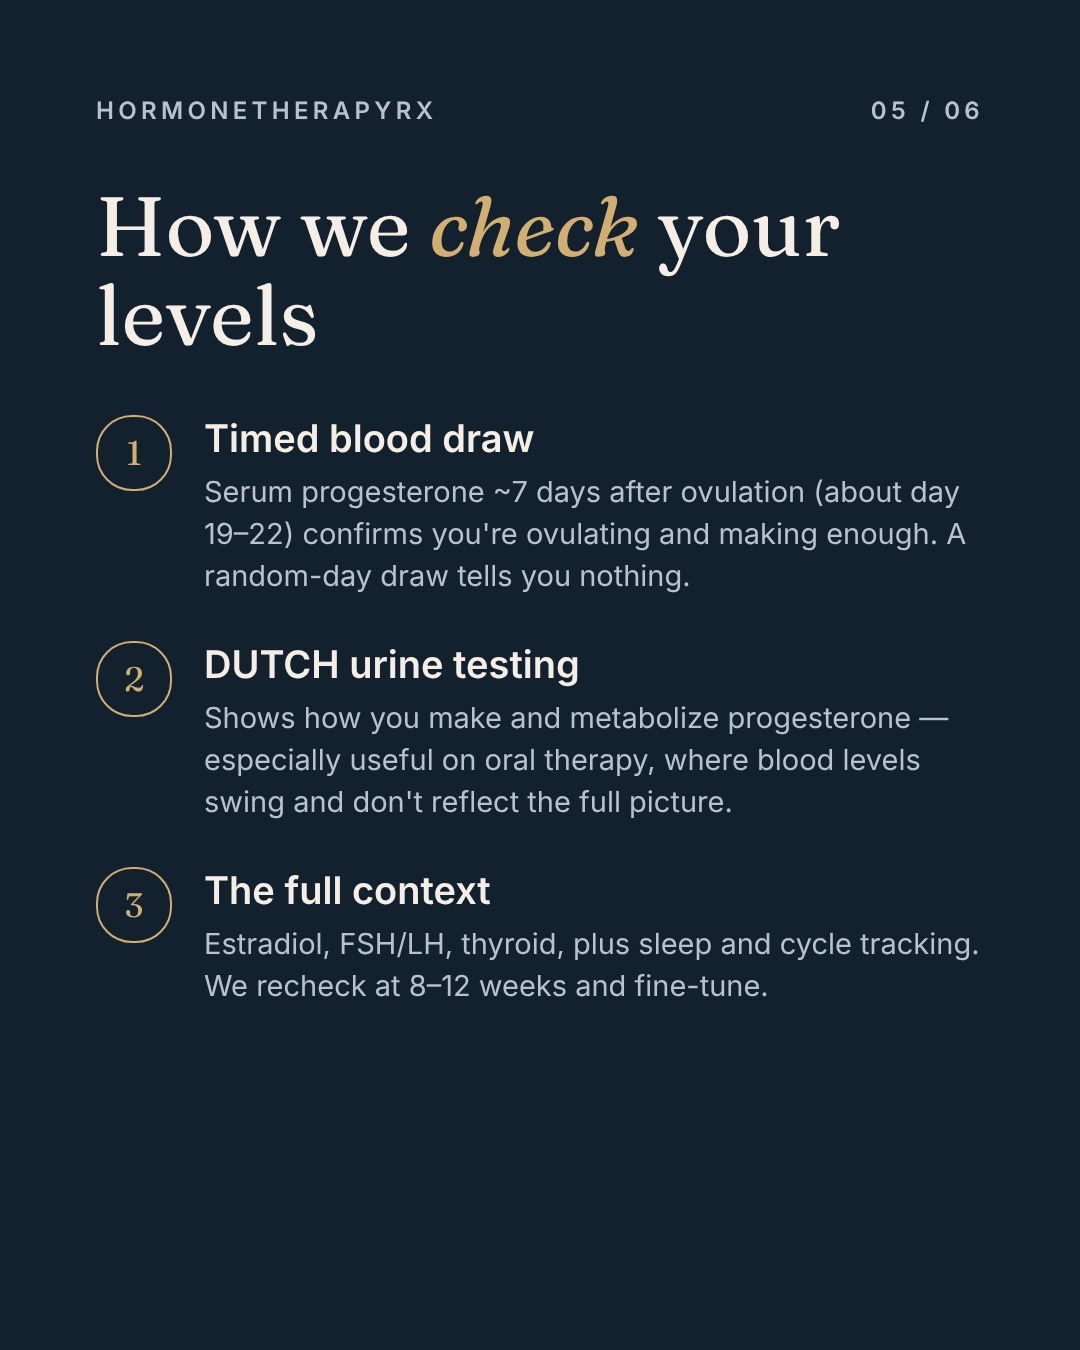 HORMONETHERAPYRX
05 / 06
How we check your
levels
1
Timed blood draw
Serum progesterone ~7 days after ovulation (about day
19–22) confirms you're ovulating and making enough. A
random-day draw tells you nothing.
2
DUTCH urine testing
Shows how you make and metabolize progesterone —
especially useful on oral therapy, where blood levels
swing and don't reflect the full picture.
3
The full context
Estradiol, FSH/LH, thyroid, plus sleep and cycle tracking.
We recheck at 8–12 weeks and fine-tune.